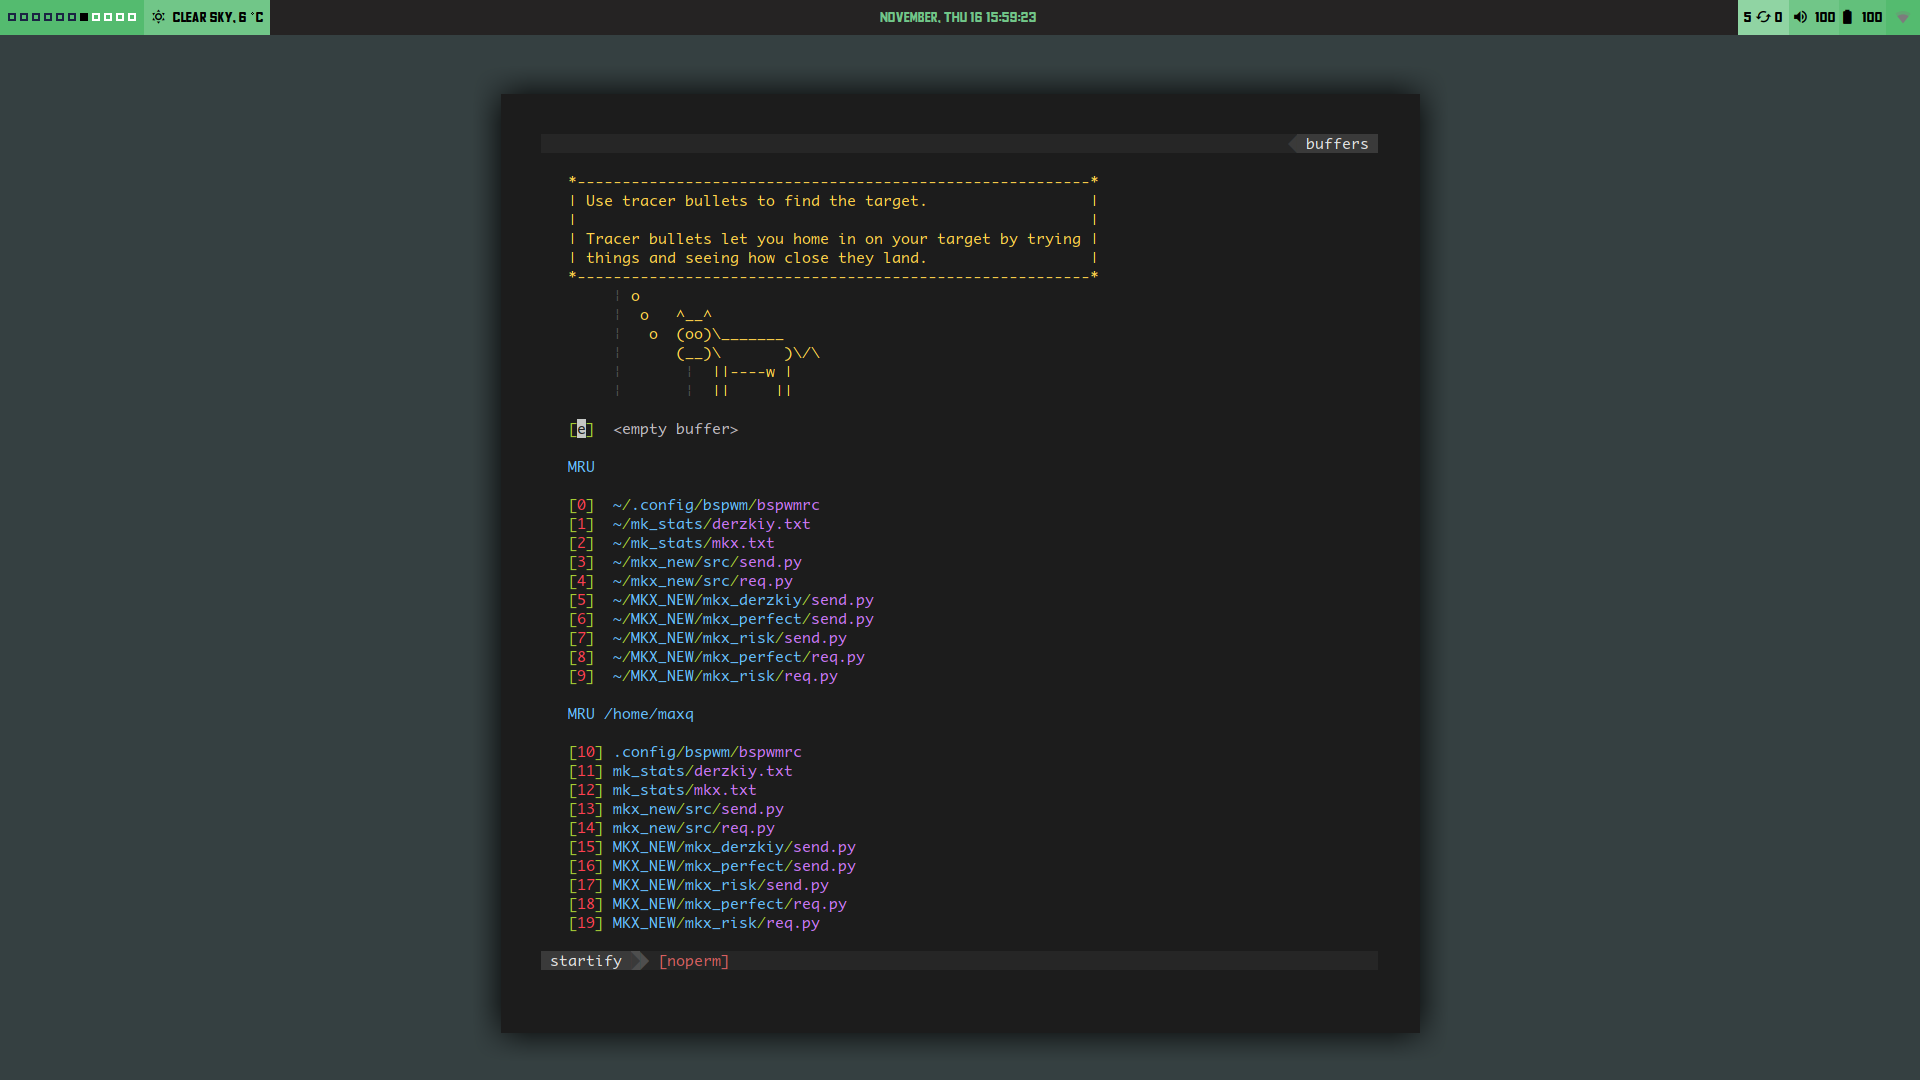 CLEAR SKY, 6 °C
NOVEMBER, THU 16 15:59:23
5 0 100 100
buffers
*---------------------------------------------------------*
| Use tracer bullets to find the target.                  |
|                                                         |
| Tracer bullets let you home in on your target by trying |
| things and seeing how close they land.                  |
*---------------------------------------------------------*
     ¦ o
     ¦  o   ^__^
     ¦   o  (oo)\_______
     ¦      (__)\       )\/\
     ¦       ¦  ||----w |
     ¦       ¦  ||     ||
[e]  <empty buffer>
MRU
[0]  ~/.config/bspwm/bspwmrc
[1]  ~/mk_stats/derzkiy.txt
[2]  ~/mk_stats/mkx.txt
[3]  ~/mkx_new/src/send.py
[4]  ~/mkx_new/src/req.py
[5]  ~/MKX_NEW/mkx_derzkiy/send.py
[6]  ~/MKX_NEW/mkx_perfect/send.py
[7]  ~/MKX_NEW/mkx_risk/send.py
[8]  ~/MKX_NEW/mkx_perfect/req.py
[9]  ~/MKX_NEW/mkx_risk/req.py
MRU /home/maxq
[10] .config/bspwm/bspwmrc
[11] mk_stats/derzkiy.txt
[12] mk_stats/mkx.txt
[13] mkx_new/src/send.py
[14] mkx_new/src/req.py
[15] MKX_NEW/mkx_derzkiy/send.py
[16] MKX_NEW/mkx_perfect/send.py
[17] MKX_NEW/mkx_risk/send.py
[18] MKX_NEW/mkx_perfect/req.py
[19] MKX_NEW/mkx_risk/req.py
startify [noperm]